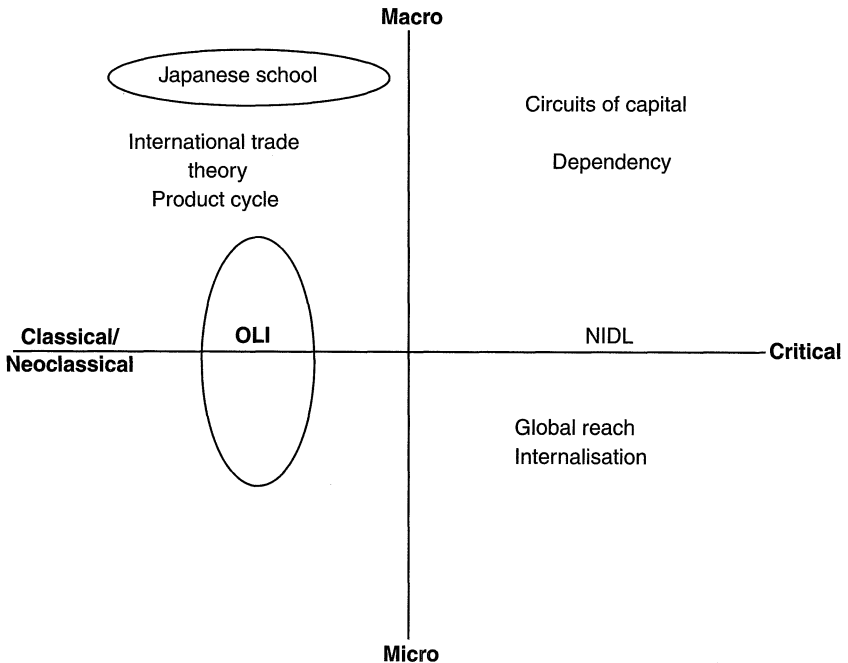 Macro
Japanese school
Circuits of capital
International trade
theory
Dependency
Product cycle
Classical/
OLI
NIDL
Critical
Neoclassical
Global reach
Internalisation
Micro